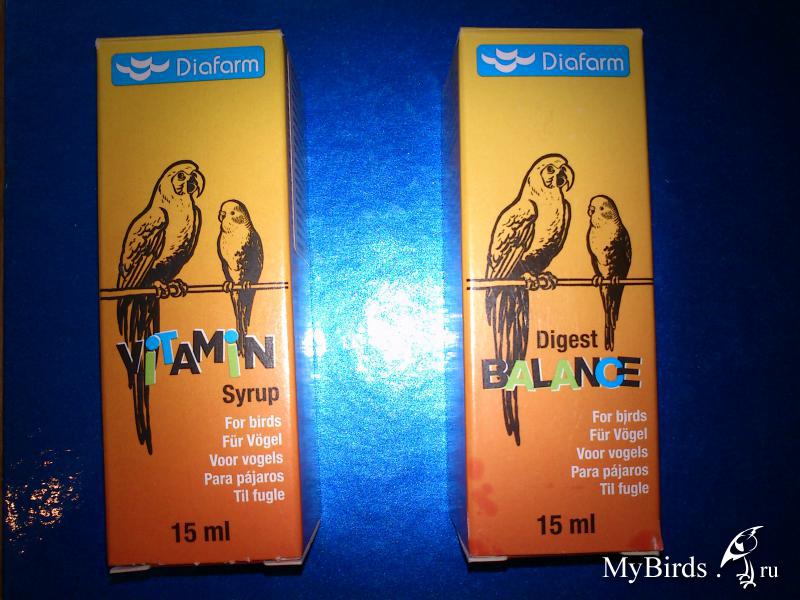 Diafarm
VITAMIN
Syrup
For birds
Für Vögel
Voor vogels
Para pájaros
Til fugle
15 ml
Diafarm
Digest
BALANCE
For birds
Für Vögel
Voor vogels
Para pájaros
Til fugle
15 ml
MyBirds.ru